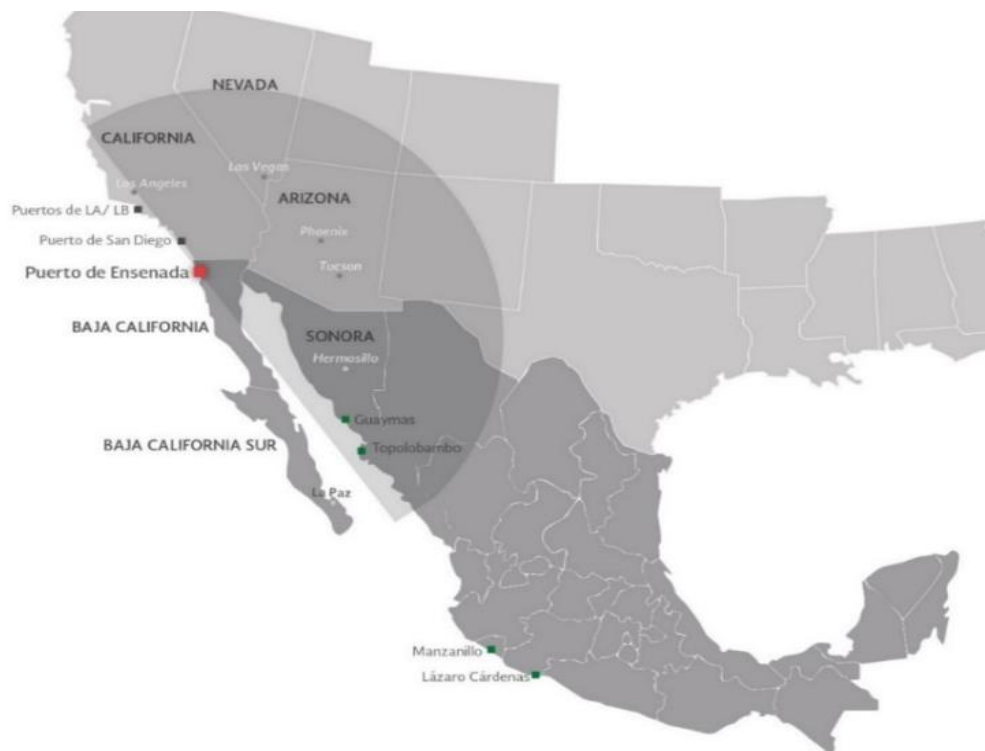 NEVADA
CALIFORNIA
Las Vegas
Los Angeles
ARIZONA
Puertos de LA/ LB
Phoenix
Puerto de San Diego
Tucson
Puerto de Ensenada
BAJA CALIFORNIA
SONORA
Hermosillo
Guaymas
BAJA CALIFORNIA SUR
Topolobambo
La Paz
Manzanillo
Lázaro Cárdenas